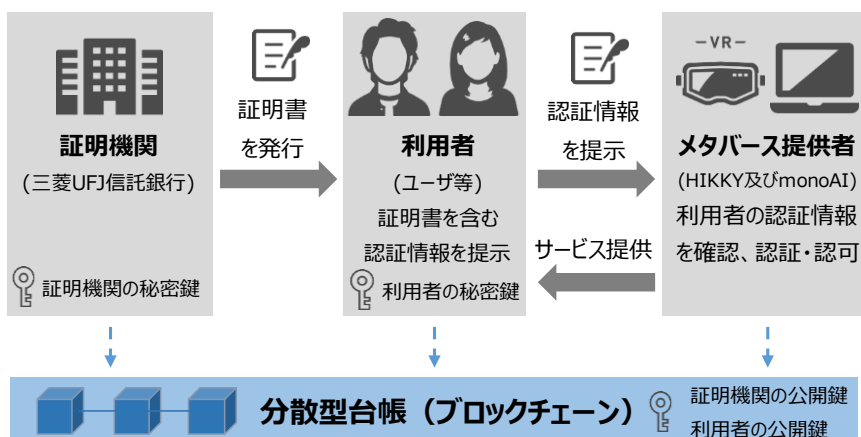 証明機関
(三菱UFJ信託銀行)
証明機関の秘密鍵
証明書
を発行
利用者
(ユーザ等)
証明書を含む
認証情報を提示
利用者の秘密鍵
認証情報
を提示
サービス提供
－VR－
メタバース提供者
(HIKKY及びmonoAI)
利用者の認証情報
を確認、認証・認可
分散型台帳（ブロックチェーン）
証明機関の公開鍵
利用者の公開鍵